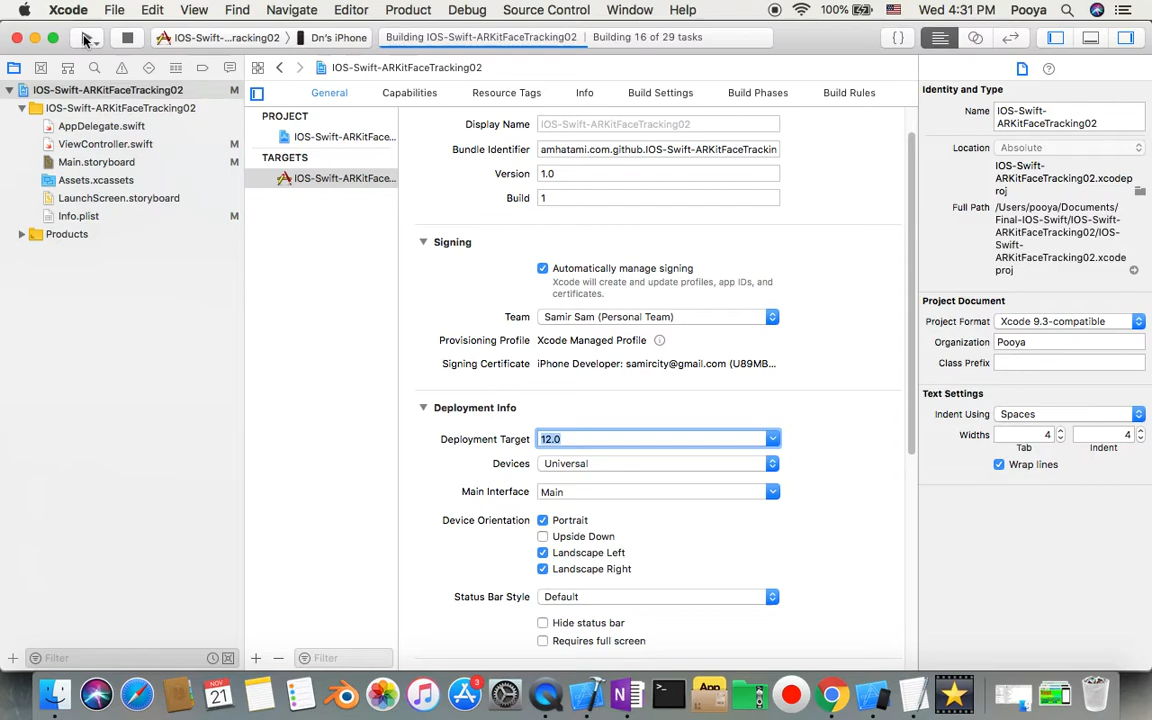 Xcode File Edit View Find Navigate Editor Product Debug Source Control Window Help 100% Wed 4:31 PM Pooya
IOS-Swift-...racking02 〉 Dn's iPhone Building IOS-Swift-ARKitFaceTracking02 Building 16 of 29 tasks
IOS-Swift-ARKitFaceTracking02 M
IOS-Swift-ARKitFaceTracking02
AppDelegate.swift
ViewController.swift M
Main.storyboard M
Assets.xcassets
LaunchScreen.storyboard
Info.plist M
Products
Filter
IOS-Swift-ARKitFaceTracking02
General Capabilities Resource Tags Info Build Settings Build Phases Build Rules
PROJECT
IOS-Swift-ARKitFace...
TARGETS
IOS-Swift-ARKitFace...
Filter
Display Name IOS-Swift-ARKitFaceTracking02
Bundle Identifier amhatami.com.github.IOS-Swift-ARKitFaceTrackin
Version 1.0
Build 1
Signing
Automatically manage signing
Xcode will create and update profiles, app IDs, and
certificates.
Team Samir Sam (Personal Team)
Provisioning Profile Xcode Managed Profile
Signing Certificate iPhone Developer: samircity@gmail.com (U89MB...
Deployment Info
Deployment Target 12.0
Devices Universal
Main Interface Main
Device Orientation Portrait
Upside Down
Landscape Left
Landscape Right
Status Bar Style Default
Hide status bar
Requires full screen
Identity and Type
Name IOS-Swift-
ARKitFaceTracking02
Location Absolute
IOS-Swift-
ARKitFaceTracking02.xcodep
roj
Full Path /Users/pooya/Documents/
Final-IOS-Swift/IOS-Swift-
ARKitFaceTracking02/IOS-
Swift-
ARKitFaceTracking02.xcode
proj
Project Document
Project Format Xcode 9.3-compatible
Organization Pooya
Class Prefix
Text Settings
Indent Using Spaces
Widths 4 4
Tab Indent
Wrap lines
NOV
21
3
App